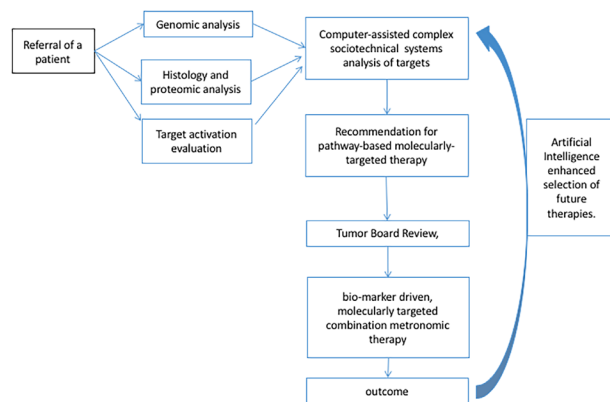 Referral of a
patient
Genomic analysis
Histology and
proteomic analysis
Target activation
evaluation
Computer-assisted complex
sociotechnical systems
analysis of targets
Recommendation for
pathway-based molecularly-
targeted therapy
Tumor Board Review,
bio-marker driven,
molecularly targeted
combination metronomic
therapy
outcome
Artificial
Intelligence
enhanced
selection of
future
therapies.